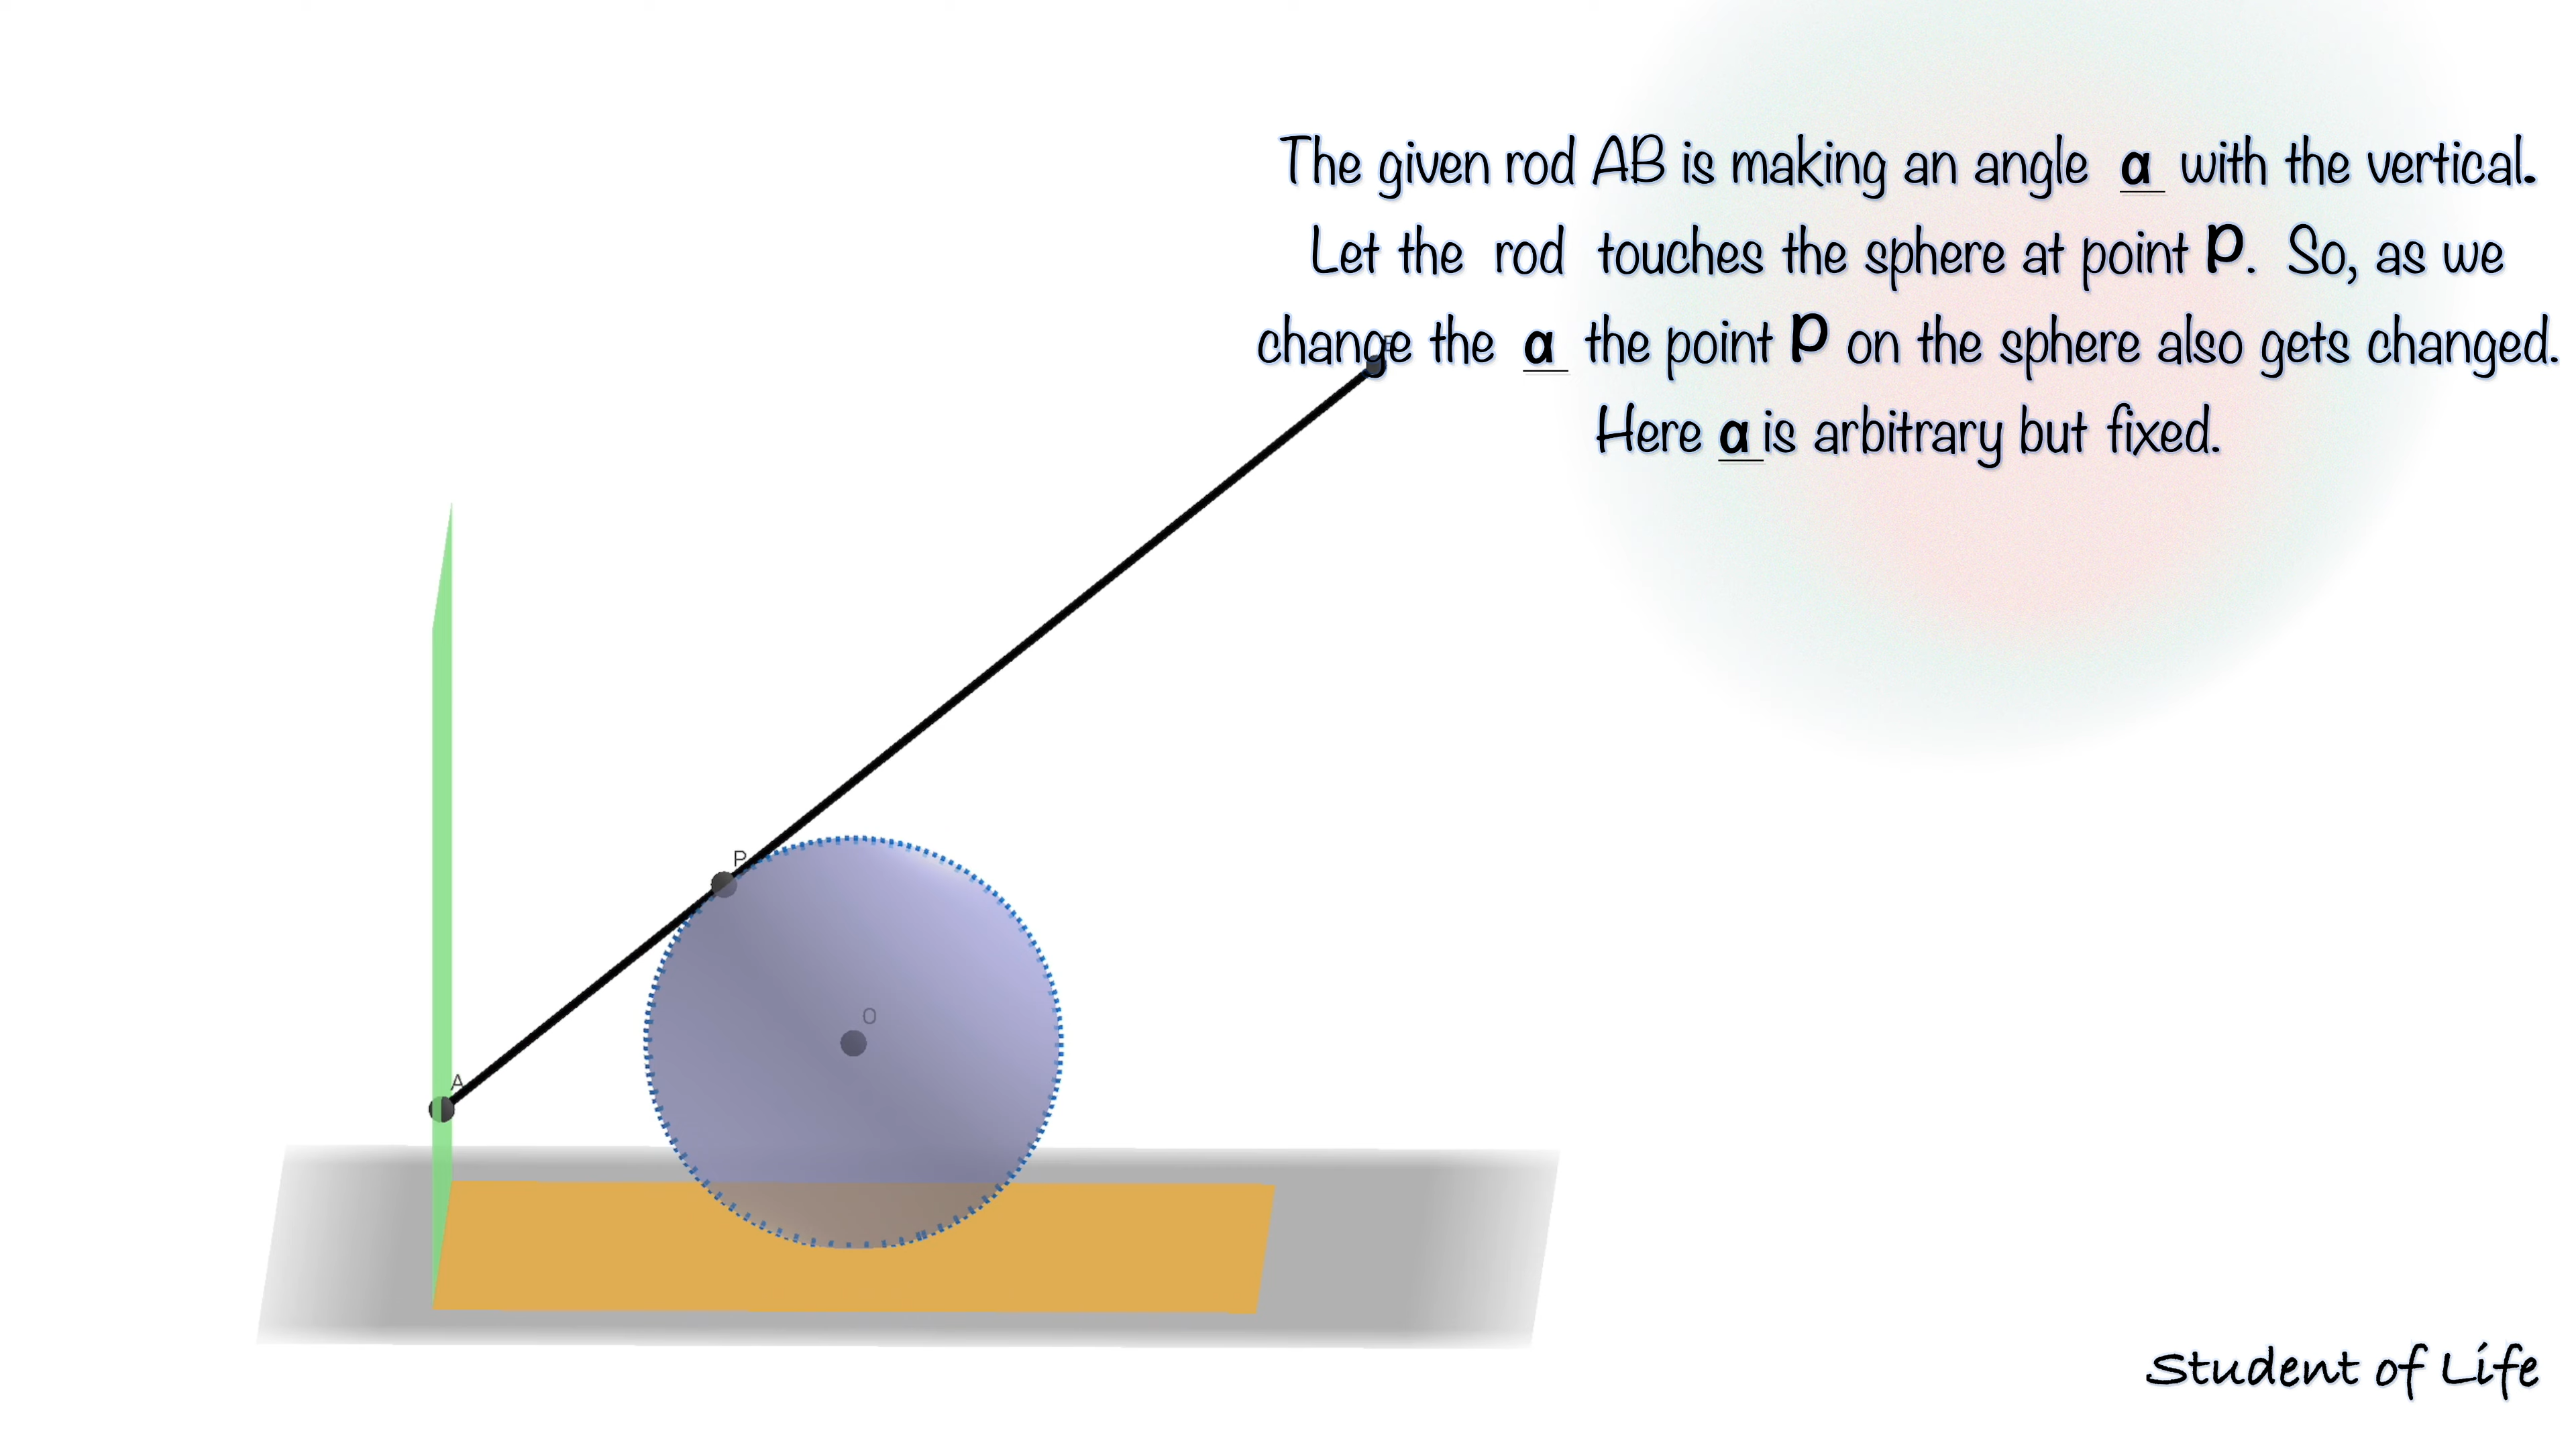 The given rod AB is making an angle α with the vertical.
Let the rod touches the sphere at point P. So, as we
change the α the point P on the sphere also gets changed.
Here α is arbitrary but fixed.
B
P
O
A
Student of Life